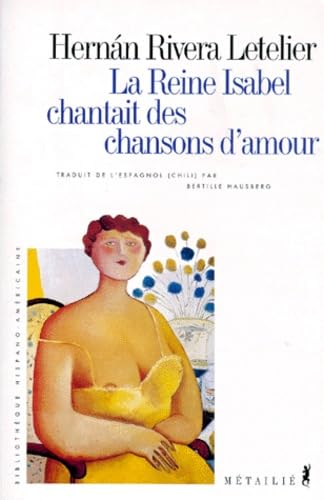 Hernán Rivera Letelier
La Reine Isabel
chantait des
chansons d'amour
TRADUIT DE L'ESPAGNOL (CHILI) PAR
BERTILLE HAUSBERG
BIBLIOTHÈQUE HISPANO-AMÉRICAINE
MÉTAILIÉ